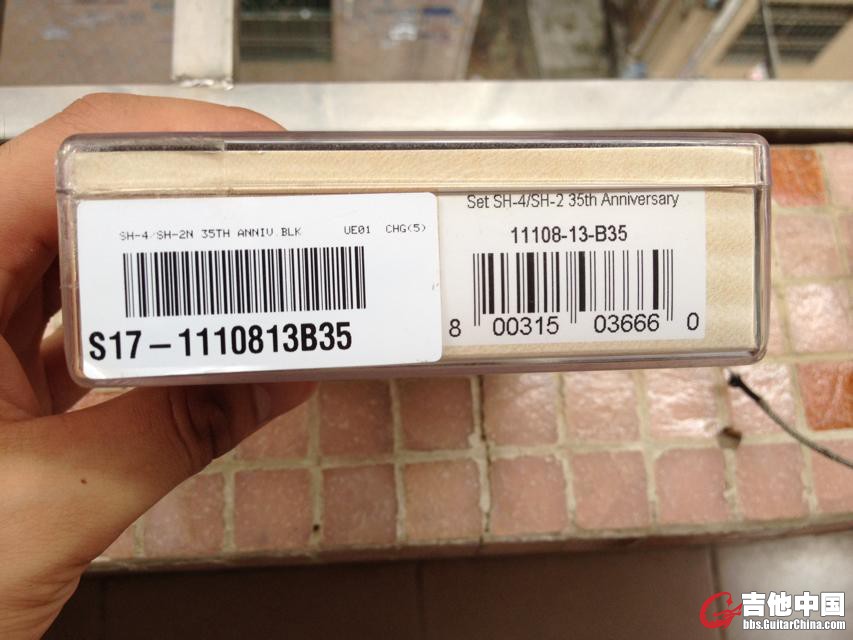 SH-4/SH-2N 35TH ANNIV.BLK UE01 CHG(5)
S17-1110813B35
Set SH-4/SH-2 35th Anniversary
11108-13-B35
8 00315 03666 0
吉他中国
bbs.GuitarChina.com